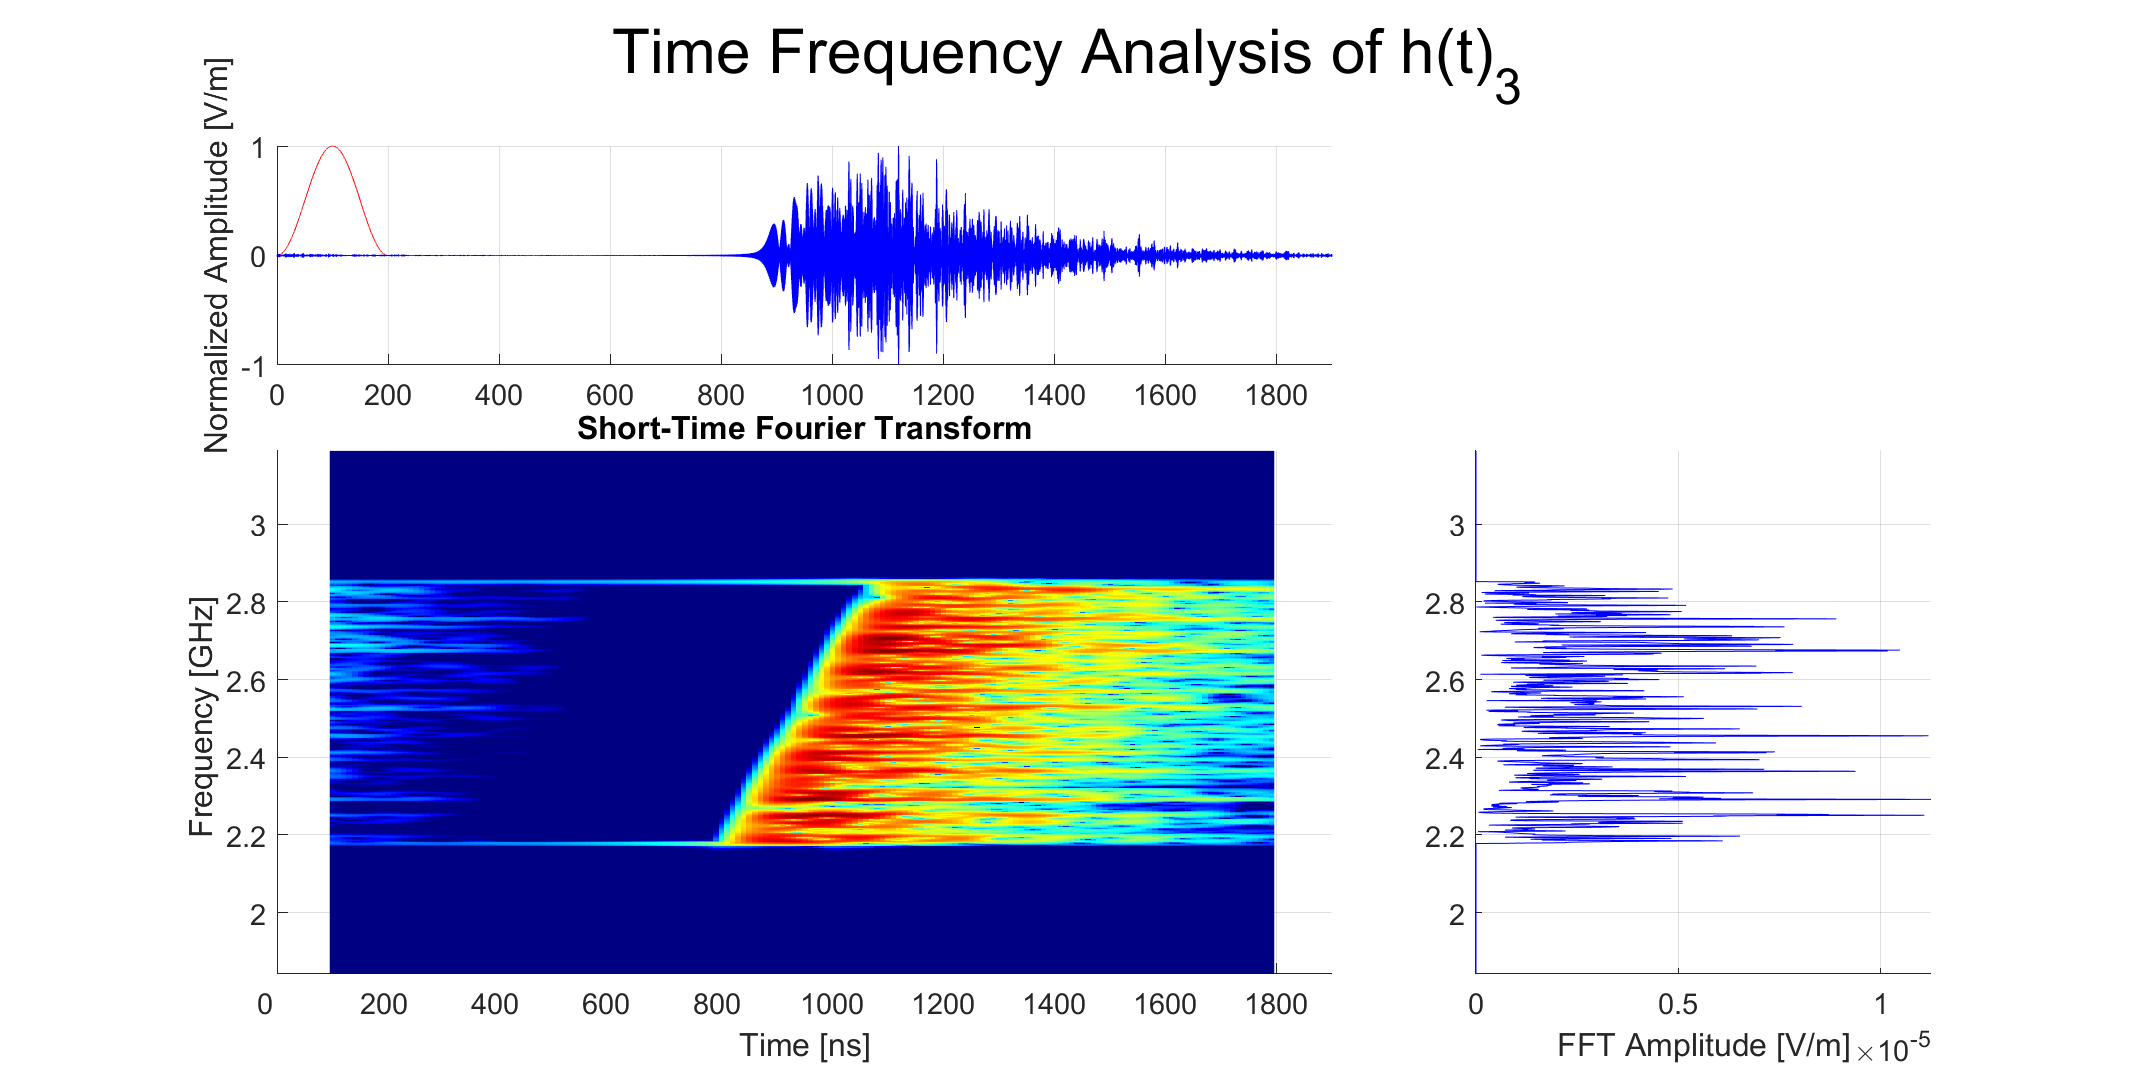 Time Frequency Analysis of h(t)3
Normalized Amplitude [V/m]
1
0
-1
0 200 400 600 800 1000 1200 1400 1600 1800
Short-Time Fourier Transform
Frequency [GHz]
3
2.8
2.6
2.4
2.2
2
0 200 400 600 800 1000 1200 1400 1600 1800
Time [ns]
3
2.8
2.6
2.4
2.2
2
0 0.5 1
FFT Amplitude [V/m] ×10-5